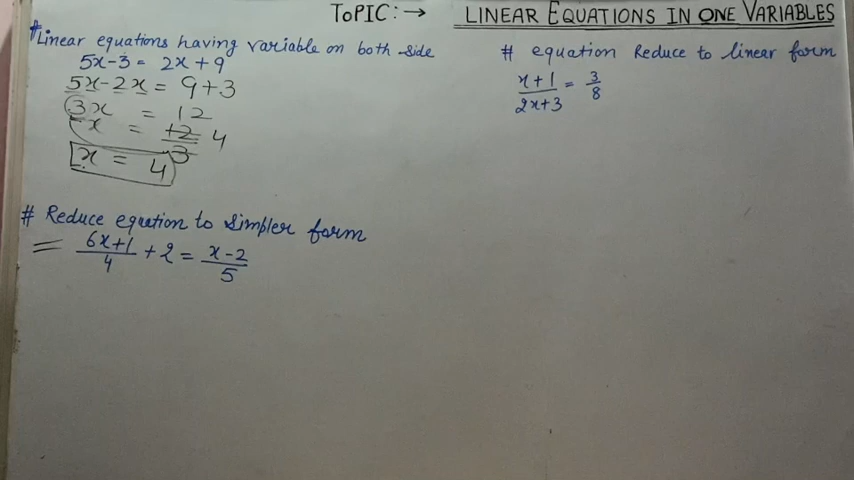 TOPIC:→ LINEAR EQUATIONS IN ONE VARIABLES
# Linear equations having variable on both side
5x-3 = 2x+9
5x-2x = 9+3
3x = 12
x = 12/3 4
x = 4
# Reduce equation to simpler form
= (6x+1)/4 + 2 = (x-2)/5
# equation Reduce to linear form
(x+1)/(2x+3) = 3/8